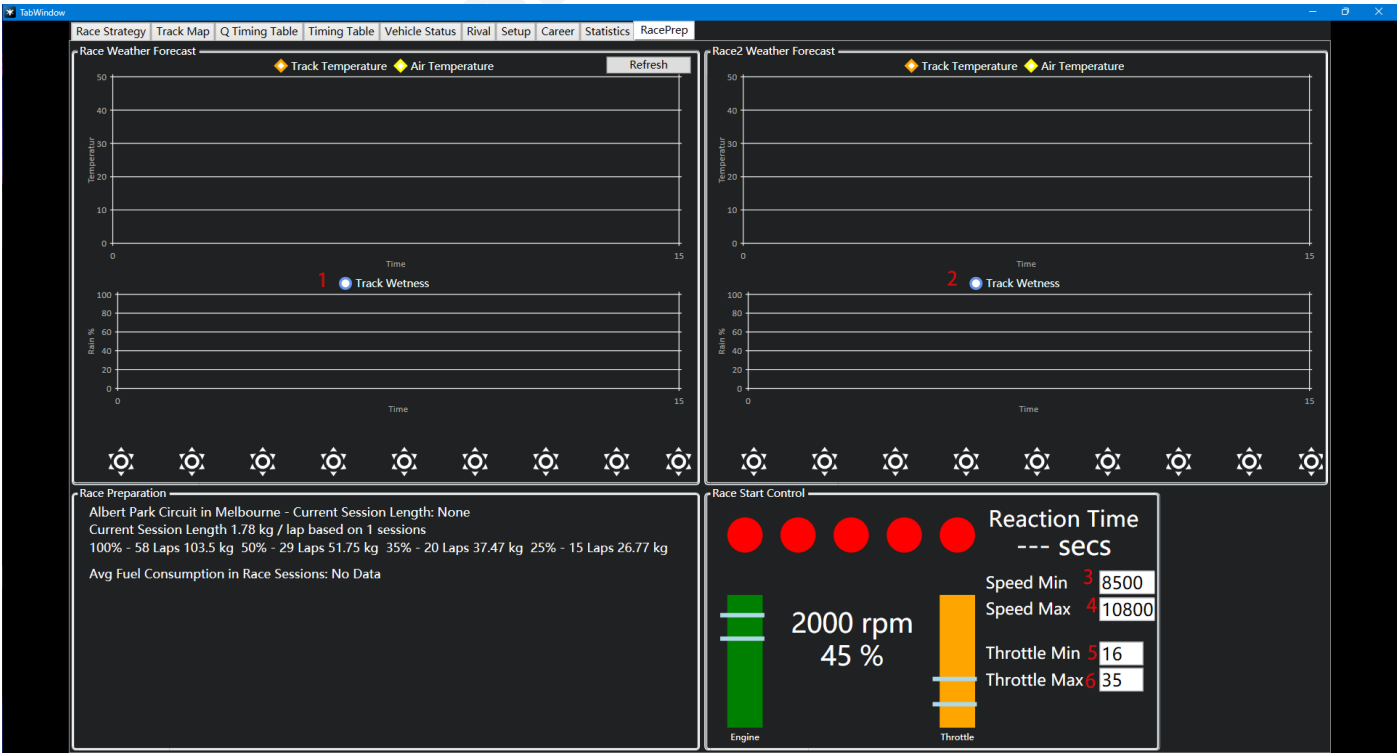 TabWindow
Race Strategy Track Map Q Timing Table Timing Table Vehicle Status Rival Setup Career Statistics RacePrep
Race Weather Forecast
Track Temperature Air Temperature
Refresh
50
40
30
20
10
0
Temperatur
0
15
Time
1 Track Wetness
100
80
60
40
20
0
Rain %
0
15
Time
Race2 Weather Forecast
Track Temperature Air Temperature
50
40
30
20
10
0
Temperatur
0
15
Time
2 Track Wetness
100
80
60
40
20
0
Rain %
0
15
Time
Race Preparation
Albert Park Circuit in Melbourne - Current Session Length: None
Current Session Length 1.78 kg / lap based on 1 sessions
100% - 58 Laps 103.5 kg 50% - 29 Laps 51.75 kg 35% - 20 Laps 37.47 kg 25% - 15 Laps 26.77 kg
Avg Fuel Consumption in Race Sessions: No Data
Race Start Control
Reaction Time
--- secs
Speed Min 3 8500
Speed Max 4 10800
2000 rpm
45 %
Throttle Min 5 16
Throttle Max 6 35
Engine
Throttle